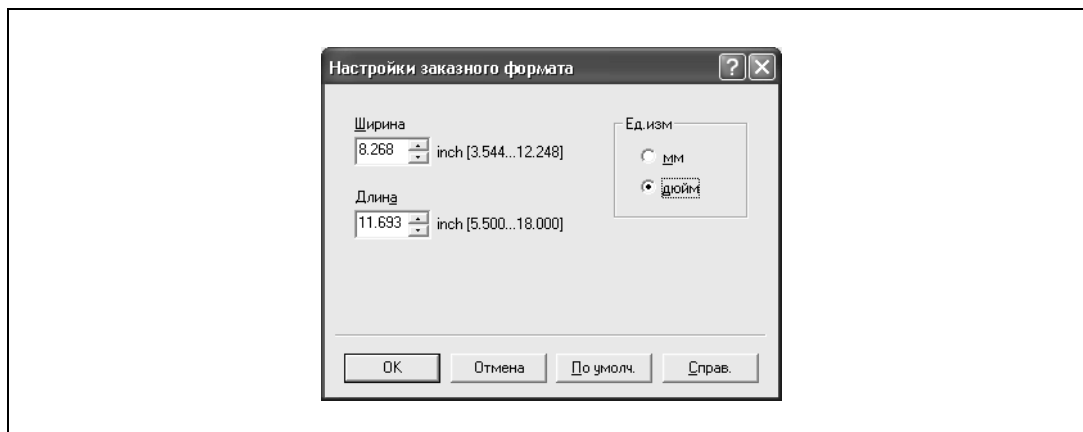 Настройки заказного формата
Ширина
8.268 inch [3.544...12.248]
Длина
11.693 inch [5.500...18.000]
Ед.изм
мм
дюйм
OK Отмена По умолч. Справ.